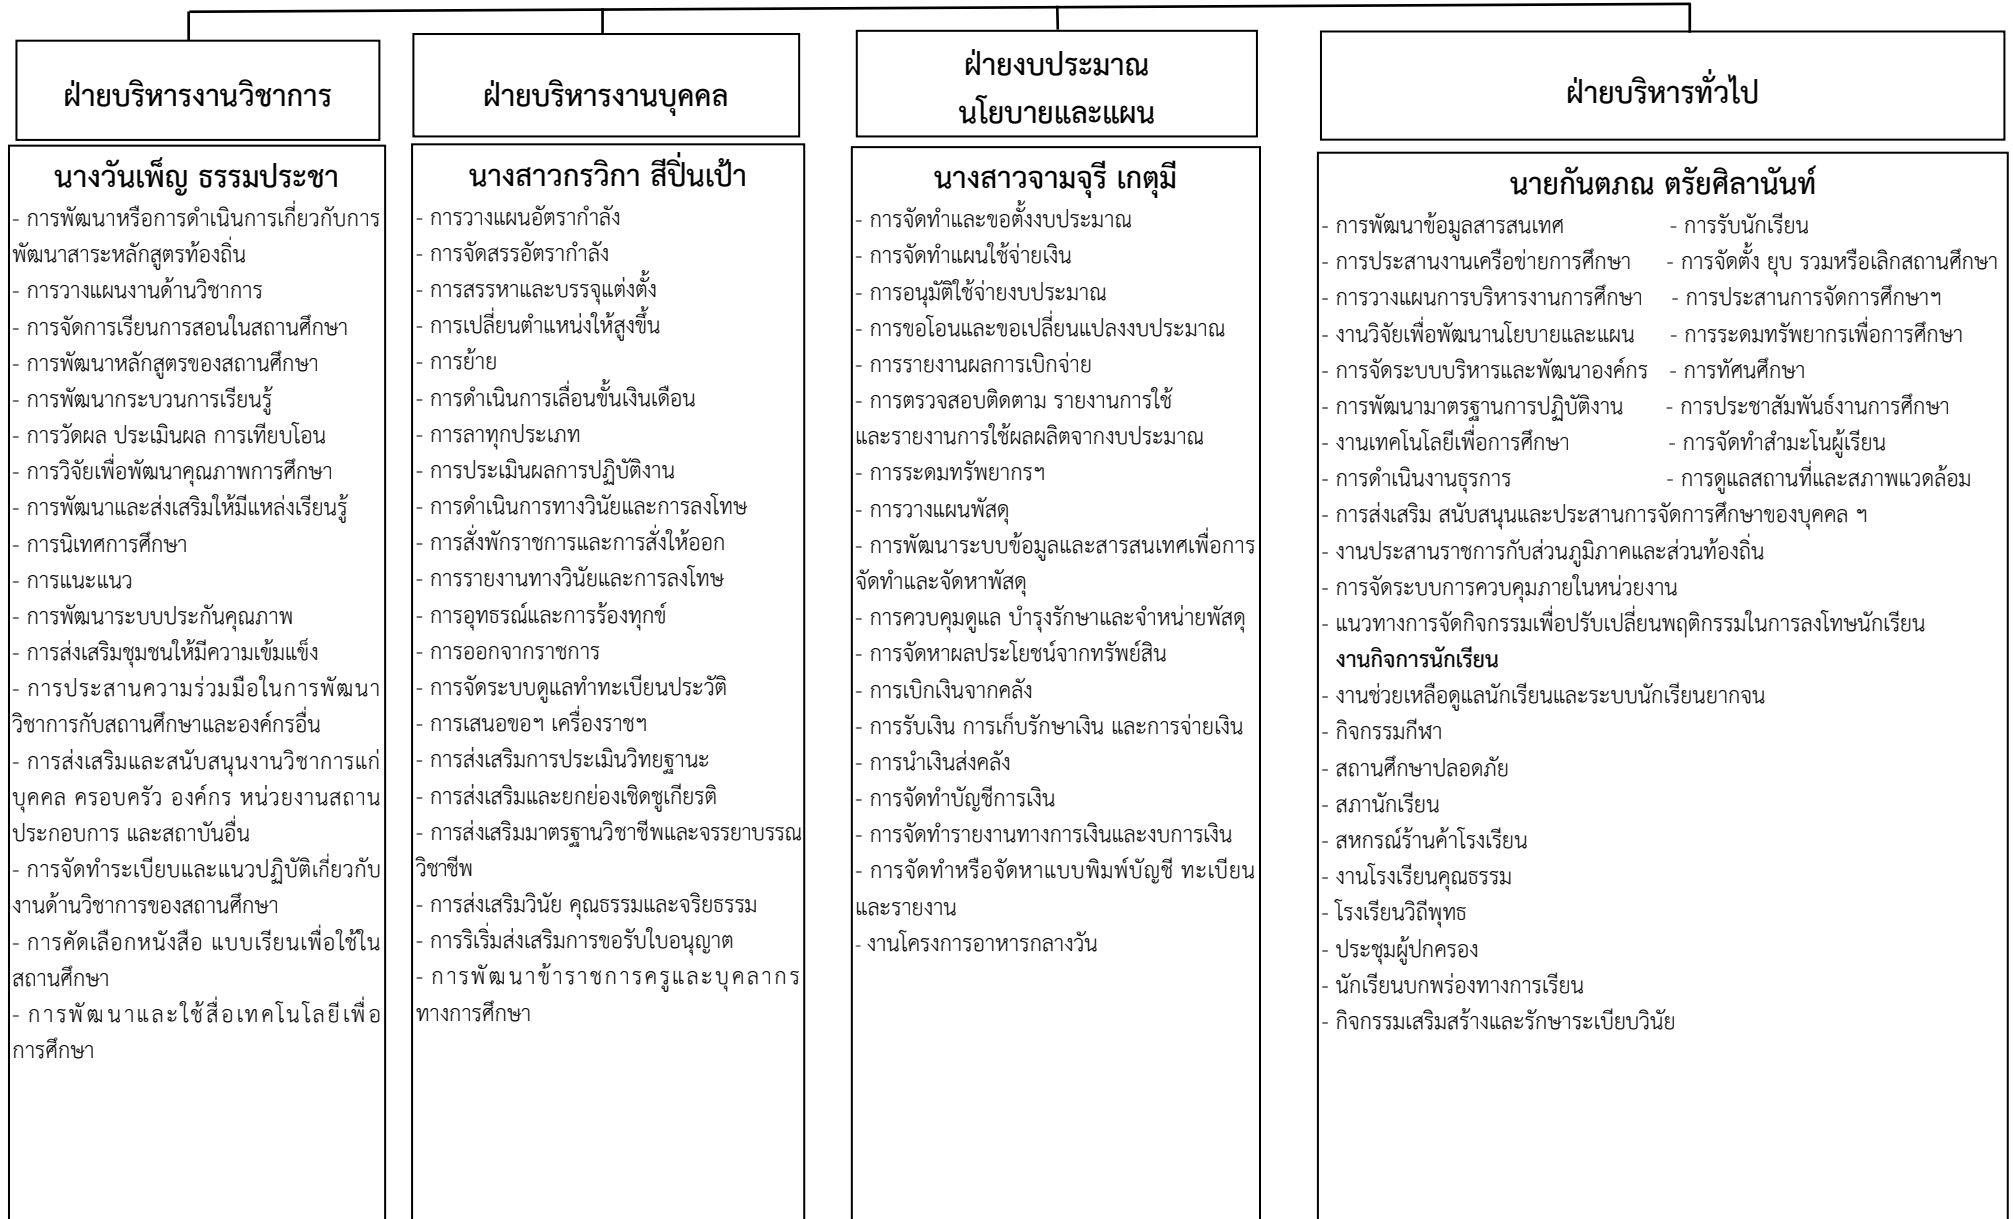 ฝ่ายบริหารงานวิชาการ
นางวันเพ็ญ ธรรมประชา
- การพัฒนาหรือการดำเนินการเกี่ยวกับการ
พัฒนาสาระหลักสูตรท้องถิ่น
- การวางแผนงานด้านวิชาการ
- การจัดการเรียนการสอนในสถานศึกษา
- การพัฒนาหลักสูตรของสถานศึกษา
- การพัฒนากระบวนการเรียนรู้
- การวัดผล ประเมินผล การเทียบโอน
- การวิจัยเพื่อพัฒนาคุณภาพการศึกษา
- การพัฒนาและส่งเสริมให้มีแหล่งเรียนรู้
- การนิเทศการศึกษา
- การแนะแนว
- การพัฒนาระบบประกันคุณภาพ
- การส่งเสริมชุมชนให้มีความเข้มแข็ง
- การประสานความร่วมมือในการพัฒนา
วิชาการกับสถานศึกษาและองค์กรอื่น
- การส่งเสริมและสนับสนุนงานวิชาการแก่
บุคคล ครอบครัว องค์กร หน่วยงานสถาน
ประกอบการ และสถาบันอื่น
- การจัดทำระเบียบและแนวปฏิบัติเกี่ยวกับ
งานด้านวิชาการของสถานศึกษา
- การคัดเลือกหนังสือ แบบเรียนเพื่อใช้ใน
สถานศึกษา
- การพัฒนาและใช้สื่อเทคโนโลยีเพื่อ
การศึกษา
ฝ่ายบริหารงานบุคคล
นางสาวกรวิกา สีปิ่นเป้า
- การวางแผนอัตรากำลัง
- การจัดสรรอัตรากำลัง
- การสรรหาและบรรจุแต่งตั้ง
- การเปลี่ยนตำแหน่งให้สูงขึ้น
- การย้าย
- การดำเนินการเลื่อนขั้นเงินเดือน
- การลาทุกประเภท
- การประเมินผลการปฏิบัติงาน
- การดำเนินการทางวินัยและการลงโทษ
- การสั่งพักราชการและการสั่งให้ออก
- การรายงานทางวินัยและการลงโทษ
- การอุทธรณ์และการร้องทุกข์
- การออกจากราชการ
- การจัดระบบดูแลทำทะเบียนประวัติ
- การเสนอขอฯ เครื่องราชฯ
- การส่งเสริมการประเมินวิทยฐานะ
- การส่งเสริมและยกย่องเชิดชูเกียรติ
- การส่งเสริมมาตรฐานวิชาชีพและจรรยาบรรณ
วิชาชีพ
- การส่งเสริมวินัย คุณธรรมและจริยธรรม
- การริเริ่มส่งเสริมการขอรับใบอนุญาต
- การพัฒนาข้าราชการครูและบุคลากร
ทางการศึกษา
ฝ่ายงบประมาณ
นโยบายและแผน
นางสาวจามจุรี เกตุมี
- การจัดทำและขอตั้งงบประมาณ
- การจัดทำแผนใช้จ่ายเงิน
- การอนุมัติใช้จ่ายงบประมาณ
- การขอโอนและขอเปลี่ยนแปลงงบประมาณ
- การรายงานผลการเบิกจ่าย
- การตรวจสอบติดตาม รายงานการใช้
และรายงานการใช้ผลผลิตจากงบประมาณ
- การระดมทรัพยากรฯ
- การวางแผนพัสดุ
- การพัฒนาระบบข้อมูลและสารสนเทศเพื่อการ
จัดทำและจัดหาพัสดุ
- การควบคุมดูแล บำรุงรักษาและจำหน่ายพัสดุ
- การจัดหาผลประโยชน์จากทรัพย์สิน
- การเบิกเงินจากคลัง
- การรับเงิน การเก็บรักษาเงิน และการจ่ายเงิน
- การนำเงินส่งคลัง
- การจัดทำบัญชีการเงิน
- การจัดทำรายงานทางการเงินและงบการเงิน
- การจัดทำหรือจัดหาแบบพิมพ์บัญชี ทะเบียน
และรายงาน
- งานโครงการอาหารกลางวัน
ฝ่ายบริหารทั่วไป
นายกันตภณ ตรัยศิลานันท์
- การพัฒนาข้อมูลสารสนเทศ - การรับนักเรียน
- การประสานงานเครือข่ายการศึกษา - การจัดตั้ง ยุบ รวมหรือเลิกสถานศึกษา
- การวางแผนการบริหารงานการศึกษา - การประสานการจัดการศึกษาฯ
- งานวิจัยเพื่อพัฒนานโยบายและแผน - การระดมทรัพยากรเพื่อการศึกษา
- การจัดระบบบริหารและพัฒนาองค์กร - การทัศนศึกษา
- การพัฒนามาตรฐานการปฏิบัติงาน - การประชาสัมพันธ์งานการศึกษา
- งานเทคโนโลยีเพื่อการศึกษา - การจัดทำสำมะโนผู้เรียน
- การดำเนินงานธุรการ - การดูแลสถานที่และสภาพแวดล้อม
- การส่งเสริม สนับสนุนและประสานการจัดการศึกษาของบุคคล ฯ
- งานประสานราชการกับส่วนภูมิภาคและส่วนท้องถิ่น
- การจัดระบบการควบคุมภายในหน่วยงาน
- แนวทางการจัดกิจกรรมเพื่อปรับเปลี่ยนพฤติกรรมในการลงโทษนักเรียน
งานกิจการนักเรียน
- งานช่วยเหลือดูแลนักเรียนและระบบนักเรียนยากจน
- กิจกรรมกีฬา
- สถานศึกษาปลอดภัย
- สภานักเรียน
- สหกรณ์ร้านค้าโรงเรียน
- งานโรงเรียนคุณธรรม
- โรงเรียนวิถีพุทธ
- ประชุมผู้ปกครอง
- นักเรียนบกพร่องทางการเรียน
- กิจกรรมเสริมสร้างและรักษาระเบียบวินัย